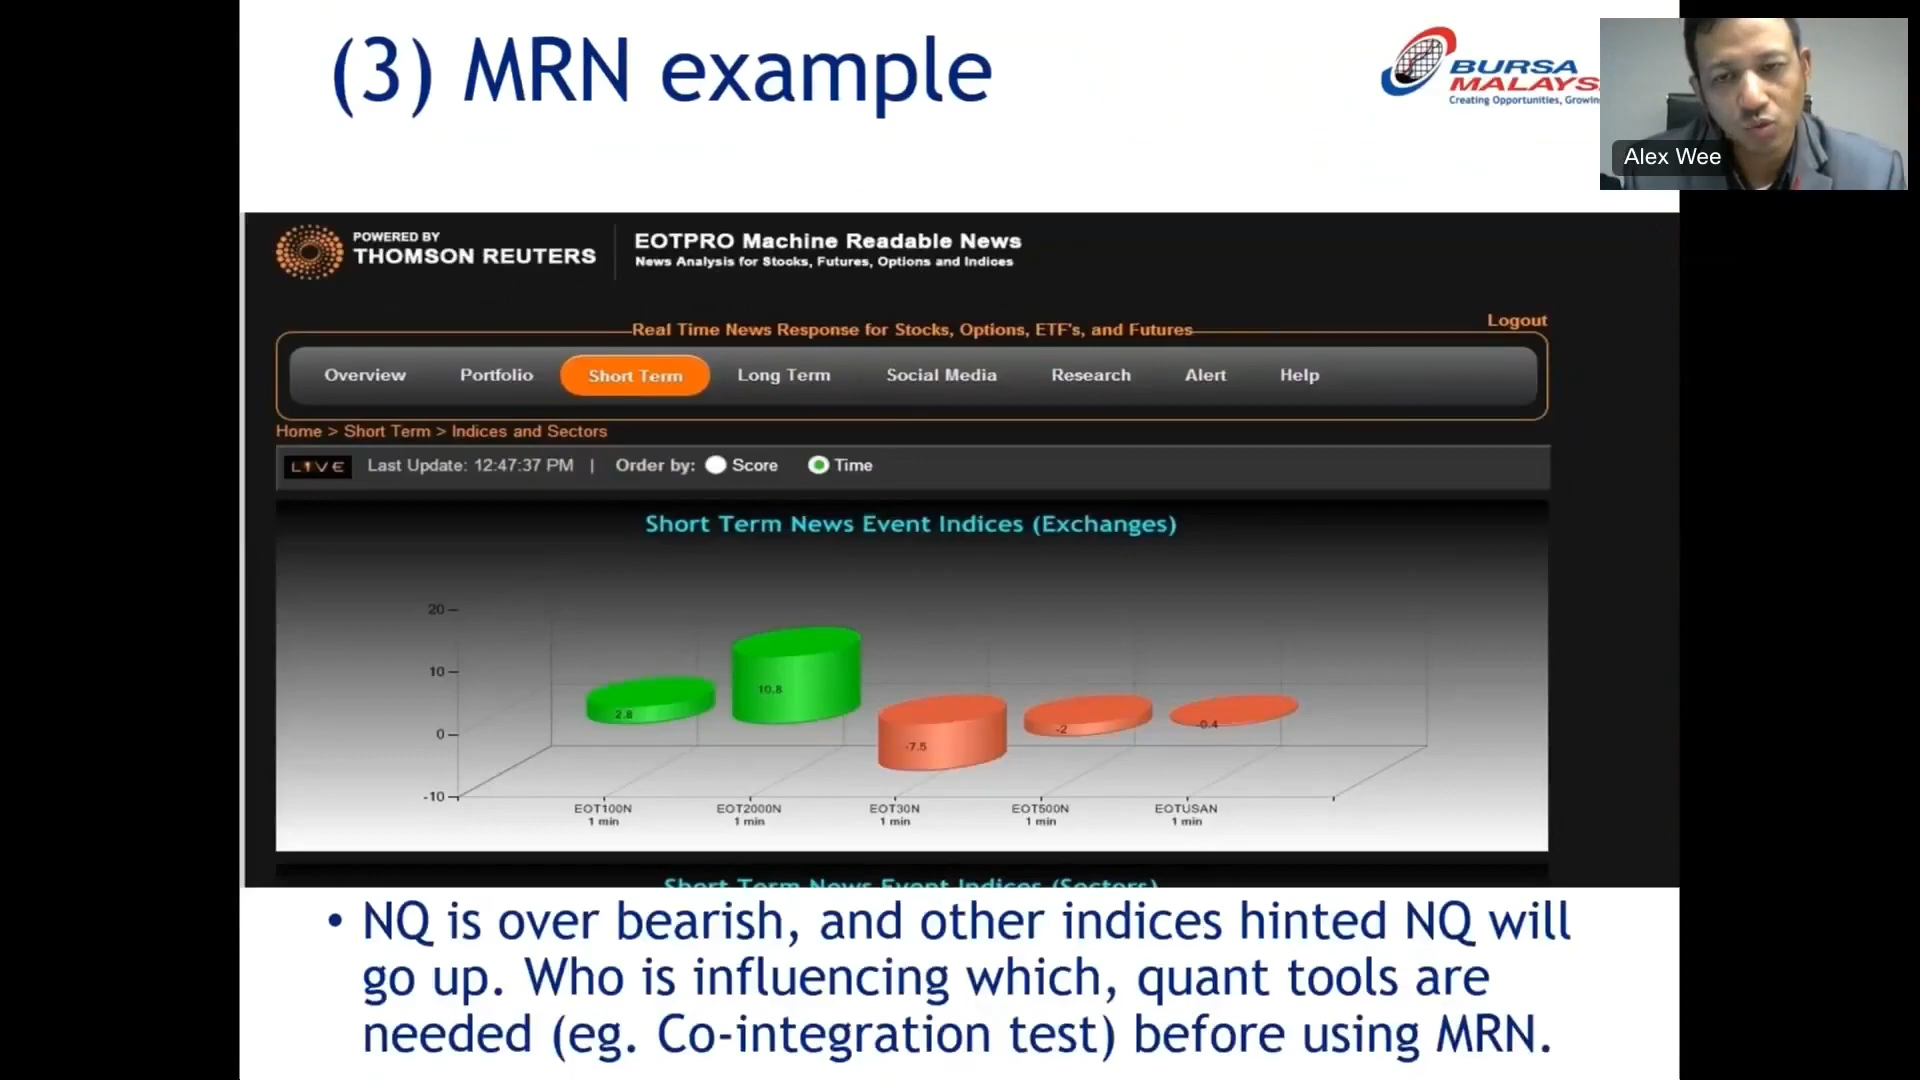 (3) MRN example
BURSA
MALAYS
Creating Opportunities, Growin
Alex Wee
POWERED BY
THOMSON REUTERS
EOTPRO Machine Readable News
News Analysis for Stocks, Futures, Options and Indices
Logout
Real Time News Response for Stocks, Options, ETF's, and Futures
Overview Portfolio Short Term Long Term Social Media Research Alert Help
Home > Short Term > Indices and Sectors
LIVE Last Update: 12:47:37 PM | Order by: Score Time
Short Term News Event Indices (Exchanges)
20
10
0
-10
2.8
10.8
-7.5
-2
-0.4
EOT100N EOT2000N EOT30N EOT500N EOTUSAN
1 min 1 min 1 min 1 min 1 min
Short Term News Event Indices (Sectors)
• NQ is over bearish, and other indices hinted NQ will
go up. Who is influencing which, quant tools are
needed (eg. Co-integration test) before using MRN.